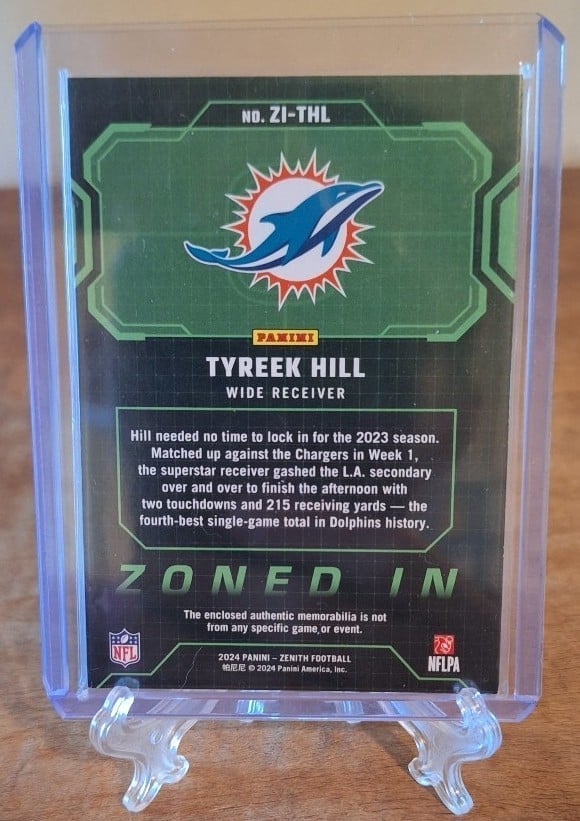 NO. ZI-THL
PANINI
TYREEK HILL
WIDE RECEIVER
Hill needed no time to lock in for the 2023 season.
Matched up against the Chargers in Week 1,
the superstar receiver gashed the L.A. secondary
over and over to finish the afternoon with
two touchdowns and 215 receiving yards — the
fourth-best single-game total in Dolphins history.
ZONED IN
The enclosed authentic memorabilia is not
from any specific game or event.
NFL
2024 PANINI – ZENITH FOOTBALL
帕尼尼 © 2024 Panini America, Inc.
NFLPA